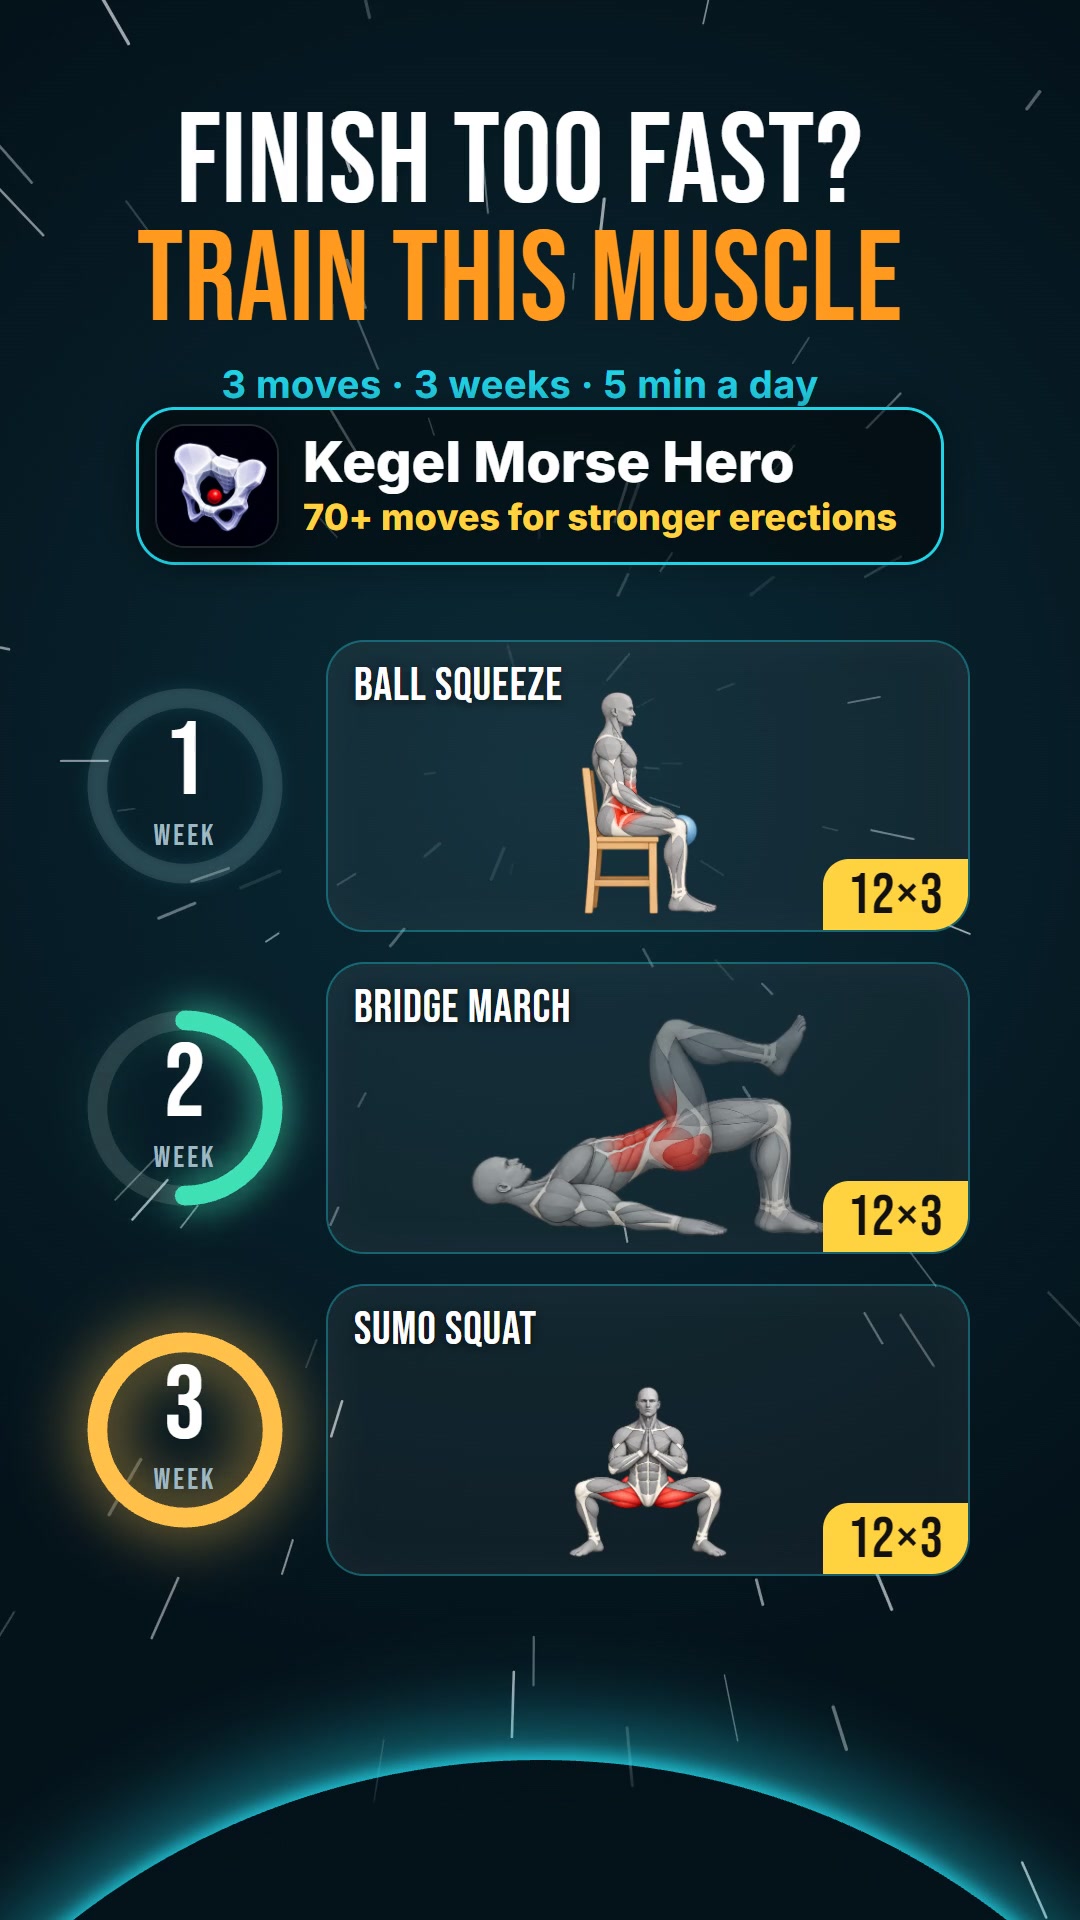 FINISH TOO FAST?
TRAIN THIS MUSCLE
3 moves · 3 weeks · 5 min a day
Kegel Morse Hero
70+ moves for stronger erections
1
WEEK
BALL SQUEEZE
12×3
2
WEEK
BRIDGE MARCH
12×3
3
WEEK
SUMO SQUAT
12×3